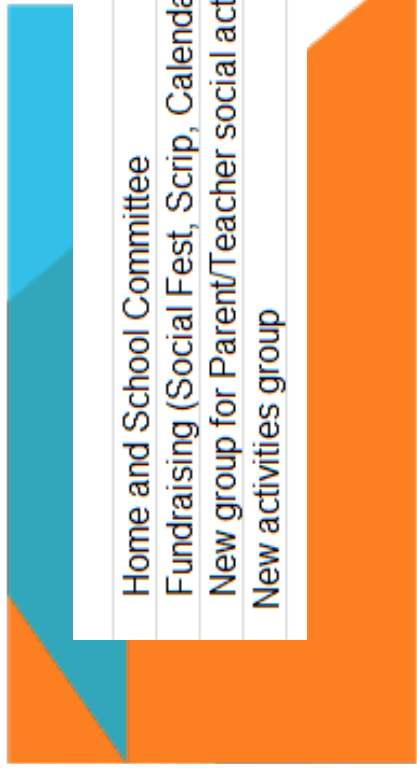 Home and School Committee
Fundraising (Social Fest, Scrip,
New group for Parent/Teacher social
New activities group